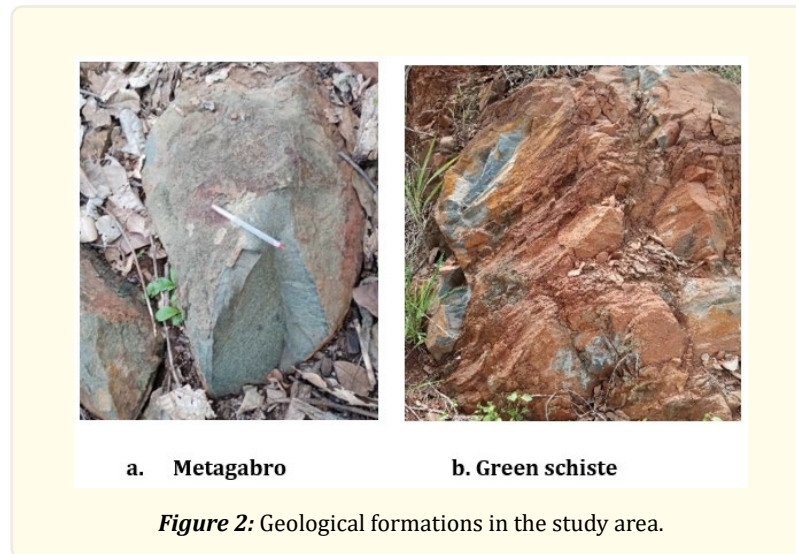 a. Metagabro
b. Green schiste
Figure 2: Geological formations in the study area.